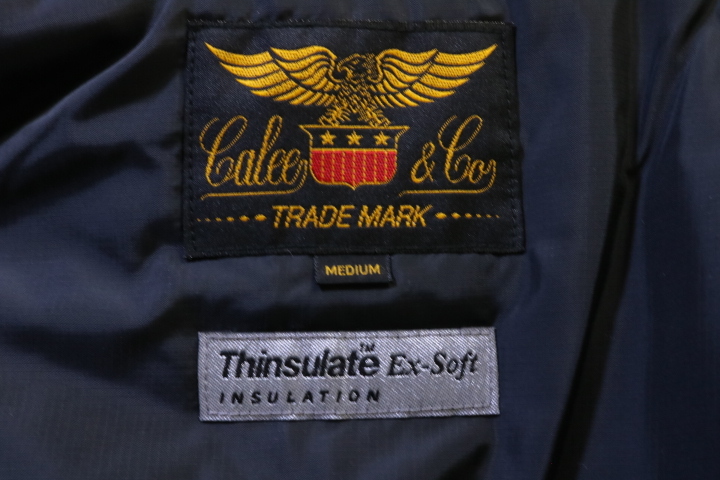 Calee & Co
TRADE MARK
MEDIUM
Thinsulate™ Ex-Soft
INSULATION